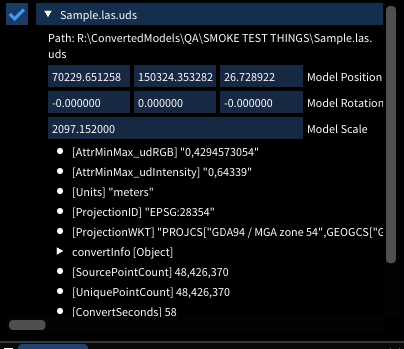 Sample.las.uds
Path: R:\ConvertedModels\QA\SMOKE TEST THINGS\Sample.las.
uds
70229.651258 150324.353282 26.728922 Model Position
-0.000000 0.000000 -0.000000 Model Rotation
2097.152000 Model Scale
[AttrMinMax_udRGB] "0,4294573054"
[AttrMinMax_udIntensity] "0,64339"
[Units] "meters"
[ProjectionID] "EPSG:28354"
[ProjectionWKT] "PROJCS["GDA94 / MGA zone 54",GEOGCS["G
convertInfo [Object]
[SourcePointCount] 48,426,370
[UniquePointCount] 48,426,370
[ConvertSeconds] 58